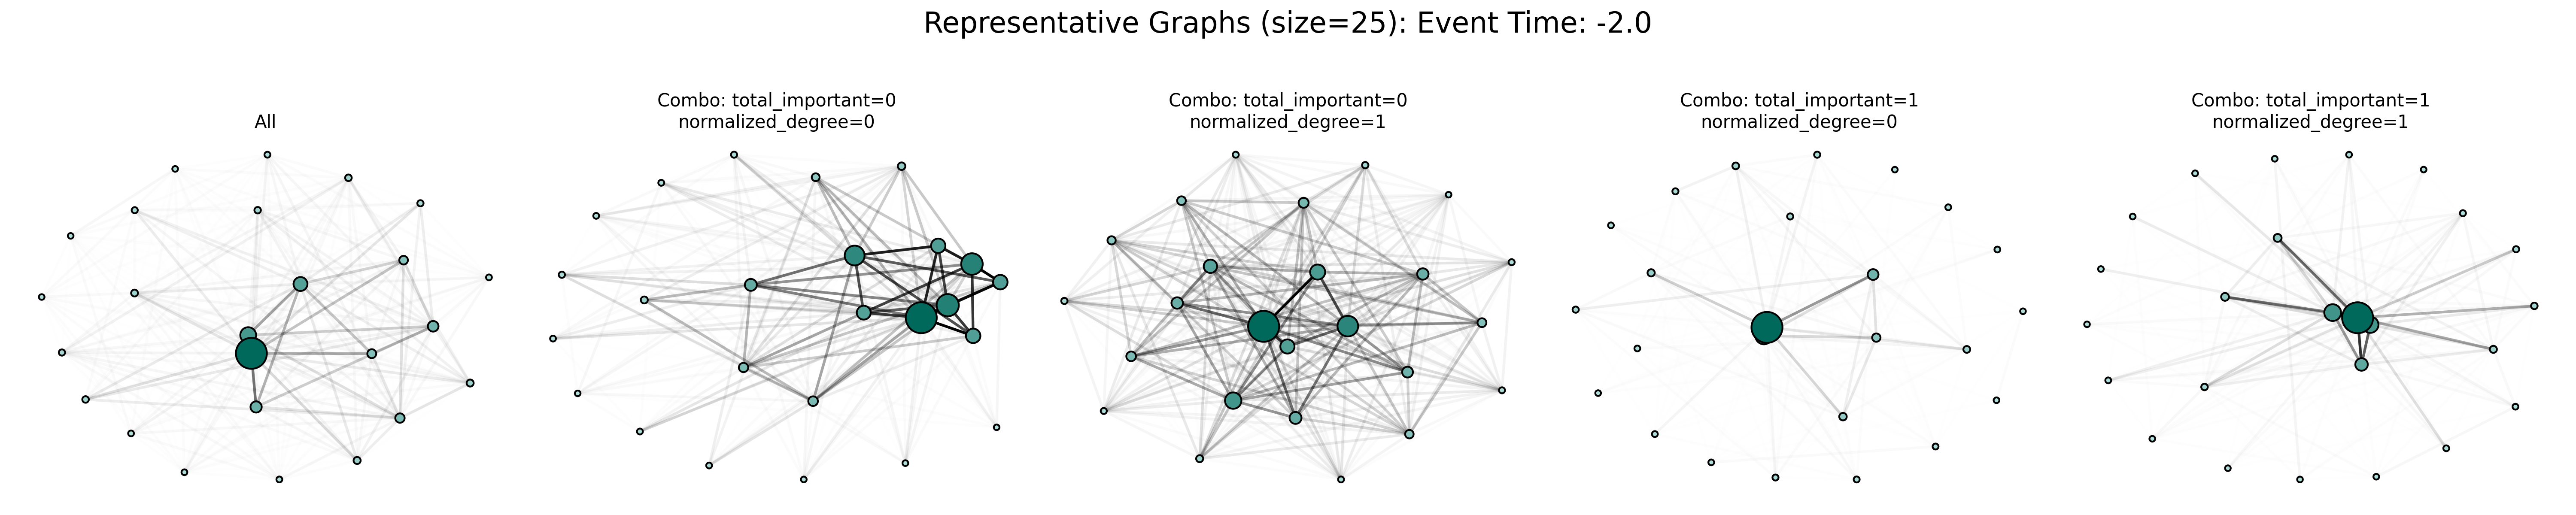 Representative Graphs (size=25): Event Time: -2.0
All
Combo: total_important=0
normalized_degree=0
Combo: total_important=0
normalized_degree=1
Combo: total_important=1
normalized_degree=0
Combo: total_important=1
normalized_degree=1